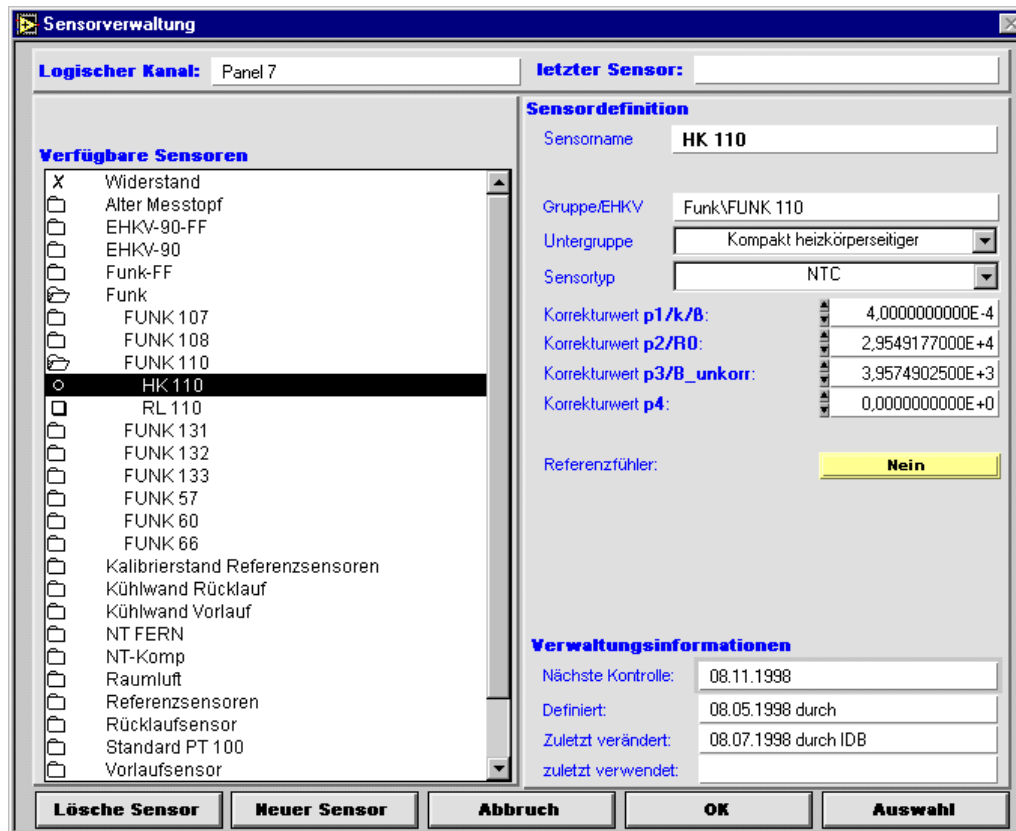 Sensorverwaltung
Logischer Kanal: Panel 7
letzter Sensor:
Verfügbare Sensoren
X Widerstand
Alter Messtopf
EHKV-90-FF
EHKV-90
Funk-FF
Funk
FUNK 107
FUNK 108
FUNK 110
HK 110
RL 110
FUNK 131
FUNK 132
FUNK 133
FUNK 57
FUNK 60
FUNK 66
Kalibrierstand Referenzsensoren
Kühlwand Rücklauf
Kühlwand Vorlauf
NT FERN
NT-Komp
Raumluft
Referenzsensoren
Rücklaufsensor
Standard PT 100
Vorlaufsensor
Sensordefinition
Sensorname HK 110
Gruppe/EHKV Funk\FUNK 110
Untergruppe Kompakt heizkörperseitiger
Sensortyp NTC
Korrekturwert p1/k/ß: 4,0000000000E-4
Korrekturwert p2/R0: 2,9549177000E+4
Korrekturwert p3/B_unkorr: 3,9574902500E+3
Korrekturwert p4: 0,0000000000E+0
Referenzfühler: Nein
Verwaltungsinformationen
Nächste Kontrolle: 08.11.1998
Definiert: 08.05.1998 durch
Zuletzt verändert: 08.07.1998 durch IDB
zuletzt verwendet:
Lösche Sensor Neuer Sensor Abbruch OK Auswahl